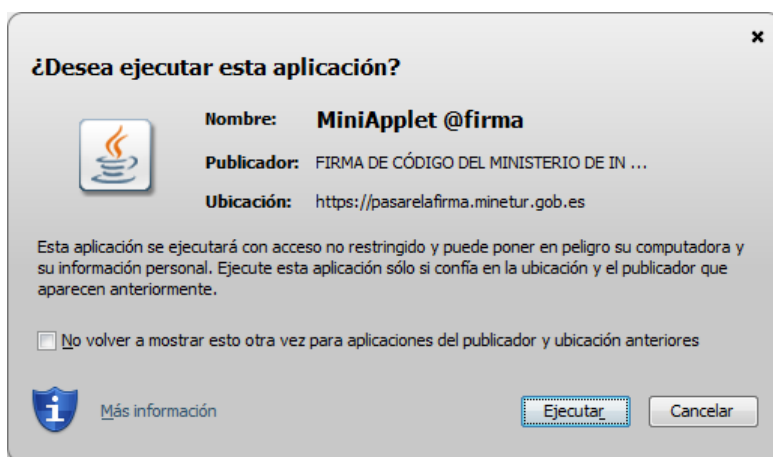 ¿Desea ejecutar esta aplicación?
Nombre: MiniApplet @firma
Publicador: FIRMA DE CÓDIGO DEL MINISTERIO DE IN ...
Ubicación: https://pasarelafirma.minetur.gob.es
Esta aplicación se ejecutará con acceso no restringido y puede poner en peligro su computadora y
su información personal. Ejecute esta aplicación sólo si confía en la ubicación y el publicador que
aparecen anteriormente.
No volver a mostrar esto otra vez para aplicaciones del publicador y ubicación anteriores
Más información
Ejecutar
Cancelar